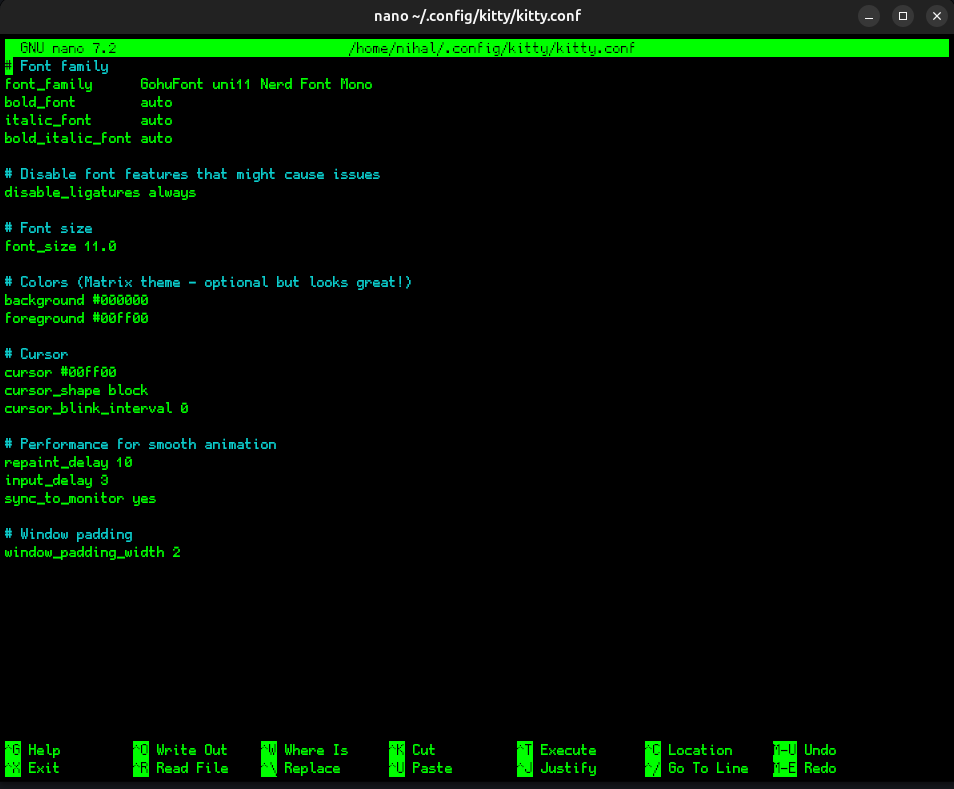 nano ~/.config/kitty/kitty.conf
GNU nano 7.2 /home/nihal/.config/kitty/kitty.conf
# Font family
font_family GohuFont uni11 Nerd Font Mono
bold_font auto
italic_font auto
bold_italic_font auto
# Disable font features that might cause issues
disable_ligatures always
# Font size
font_size 11.0
# Colors (Matrix theme - optional but looks great!)
background #000000
foreground #00ff00
# Cursor
cursor #00ff00
cursor_shape block
cursor_blink_interval 0
# Performance for smooth animation
repaint_delay 10
input_delay 3
sync_to_monitor yes
# Window padding
window_padding_width 2
^G Help ^O Write Out ^W Where Is ^K Cut ^T Execute ^C Location M-U Undo
^X Exit ^R Read File ^\ Replace ^U Paste ^J Justify ^/ Go To Line M-E Redo